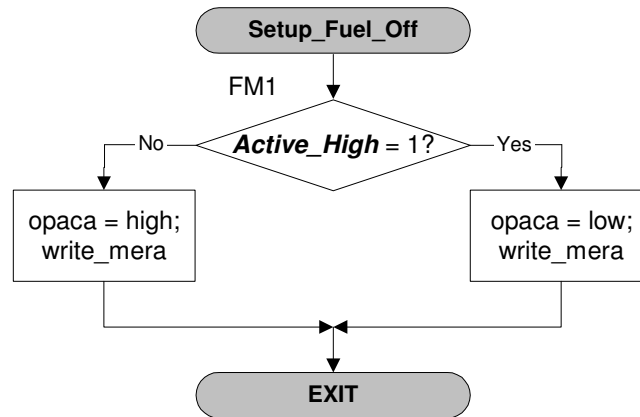 Setup_Fuel_Off
FM1
Active_High = 1?
No
Yes
opaca = high;
write_mera
opaca = low;
write_mera
EXIT